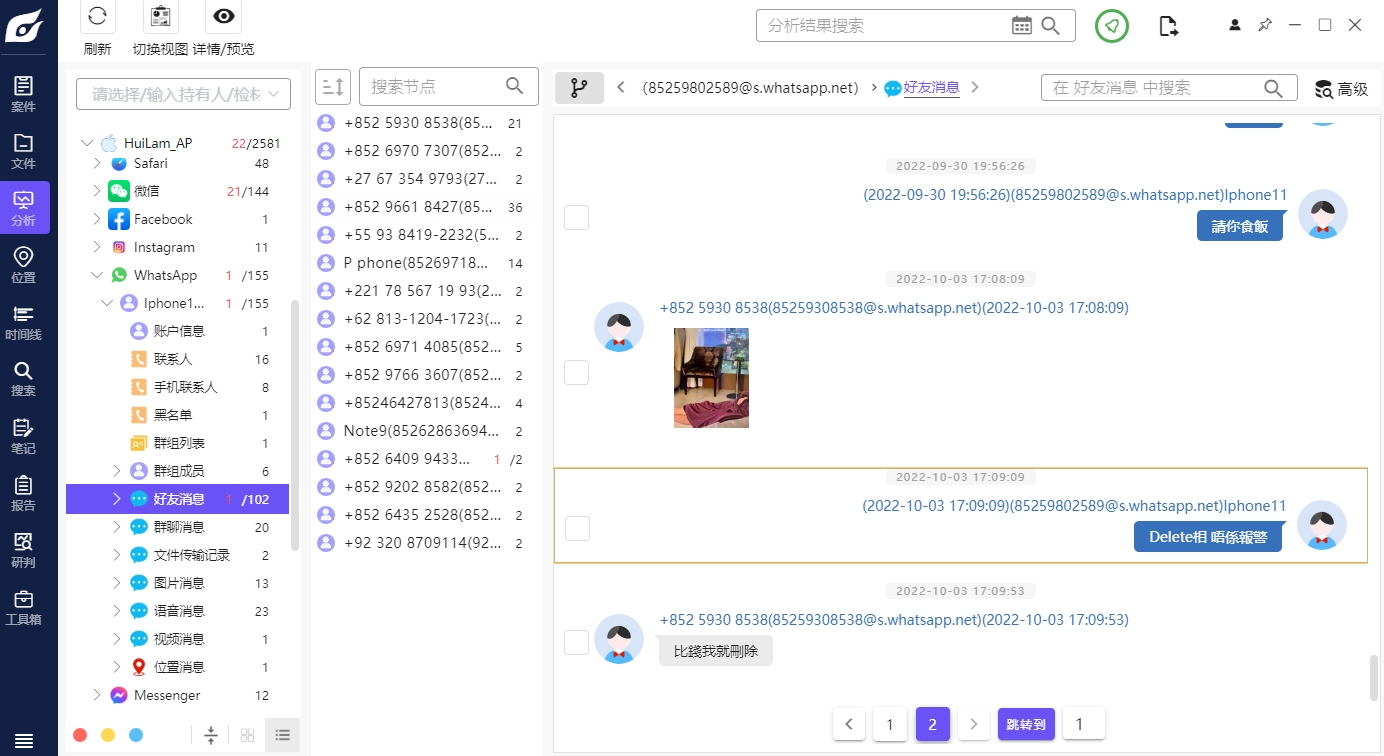 刷新
切换视图
详情/预览
分析结果搜索
案件
文件
分析
位置
时间线
搜索
笔记
报告
研判
工具箱
请选择/输入持有人/检材
HuiLam_AP 22/2581
Safari 48
微信 21/144
Facebook 1
Instagram 11
WhatsApp 1 /155
Iphone1... 1 /155
账户信息 1
联系人 16
手机联系人 8
黑名单 1
群组列表 1
群组成员 6
好友消息 1 /102
群聊消息 20
文件传输记录 2
图片消息 13
语音消息 23
视频消息 1
位置消息 1
Messenger 12
搜索节点
+852 5930 8538(85... 21
+852 6970 7307(852... 2
+27 67 354 9793(27... 2
+852 9661 8427(85... 36
+55 93 8419-2232(5... 2
P phone(85269718... 14
+221 78 567 19 93(2... 2
+62 813-1204-1723(... 2
+852 6971 4085(852... 5
+852 9766 3607(852... 2
+85246427813(8524... 4
Note9(85262863694... 2
+852 6409 9433... 1 /2
+852 9202 8582(852... 2
+852 6435 2528(852... 2
+92 320 8709114(92... 2
(85259802589@s.whatsapp.net) 好友消息
在 好友消息 中搜索
高级
2022-09-30 19:56:26
(2022-09-30 19:56:26)(85259802589@s.whatsapp.net)Iphone11
請你食飯
2022-10-03 17:08:09
+852 5930 8538(85259308538@s.whatsapp.net)(2022-10-03 17:08:09)
2022-10-03 17:09:09
(2022-10-03 17:09:09)(85259802589@s.whatsapp.net)Iphone11
Delete相 唔係報警
2022-10-03 17:09:53
+852 5930 8538(85259308538@s.whatsapp.net)(2022-10-03 17:09:53)
比錢我就刪除
1 2 跳转到 1